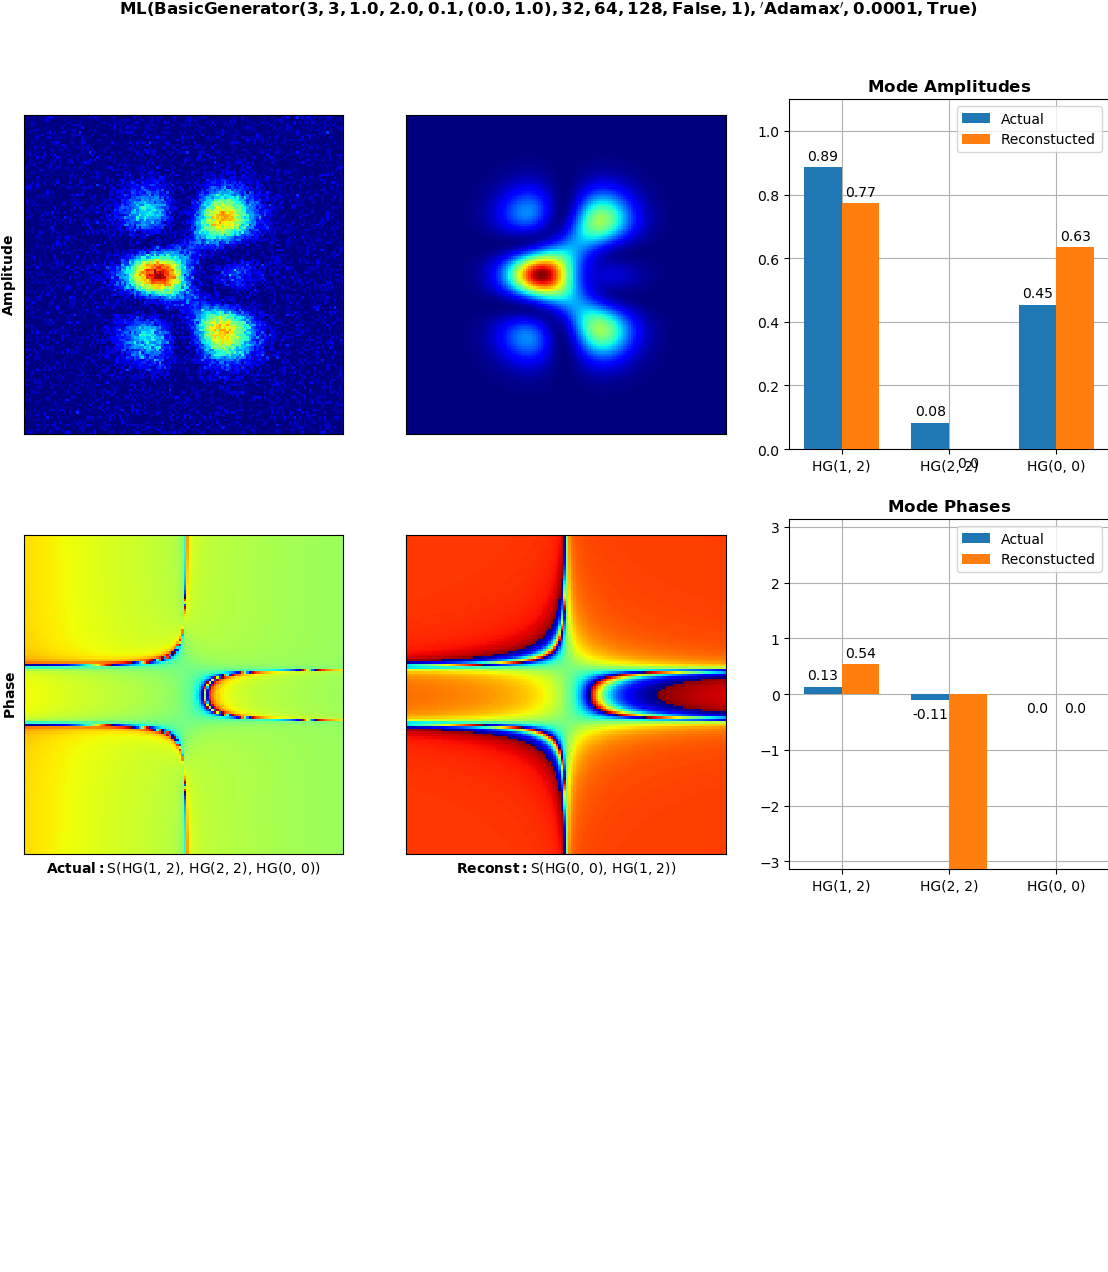 ML(BasicGenerator(3, 3, 1.0, 2.0, 0.1, (0.0, 1.0), 32, 64, 128, False, 1), 'Adamax', 0.0001, True)
Amplitude
Mode Amplitudes
Actual
Reconstucted
1.0
0.8
0.6
0.4
0.2
0.0
0.89
0.77
0.08
0.0
0.45
0.63
HG(1, 2)
HG(2, 2)
HG(0, 0)
Phase
Actual: S(HG(1, 2), HG(2, 2), HG(0, 0))
Reconst: S(HG(0, 0), HG(1, 2))
Mode Phases
Actual
Reconstucted
3
2
1
0
−1
−2
−3
0.13
0.54
-0.11
0.0
0.0
HG(1, 2)
HG(2, 2)
HG(0, 0)